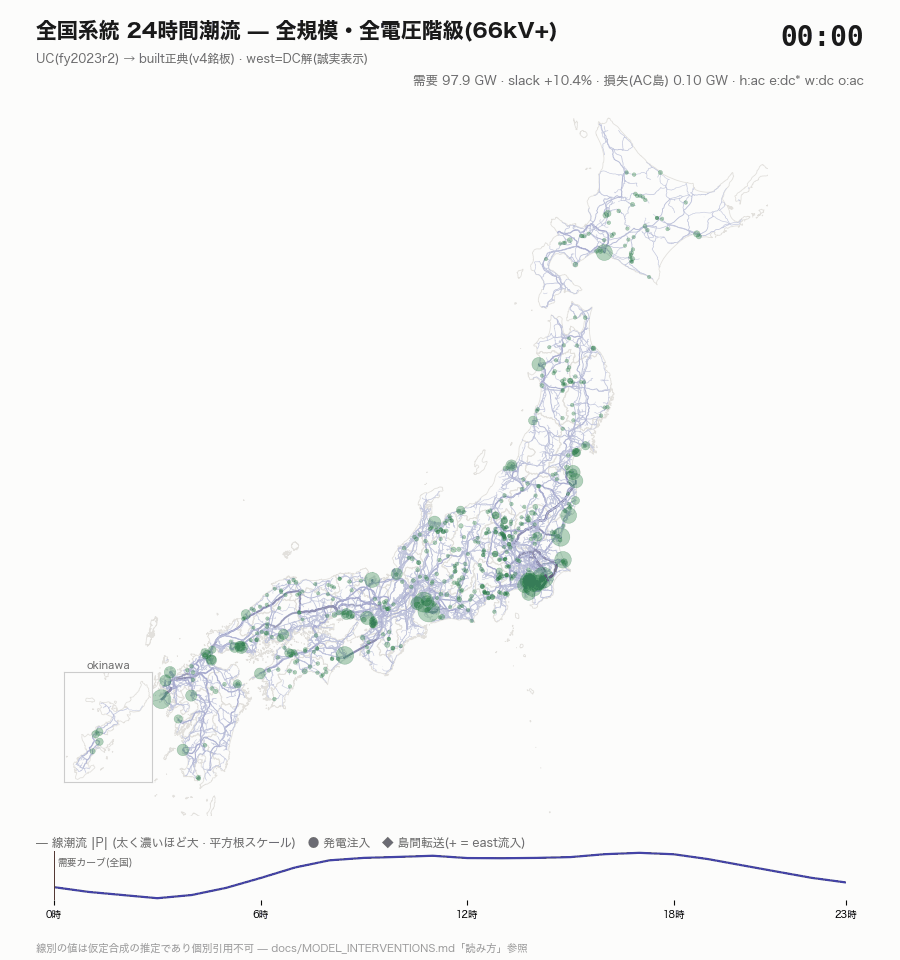 全国系統 24時間潮流 — 全規模・全電圧階級(66kV+)
00:00
UC(fy2023r2) → built正典(v4銘板) · west=DC解(誠実表示)
需要 97.9 GW · slack +10.4% · 損失(AC島) 0.10 GW · h:ac e:dc* w:dc o:ac
okinawa
— 線潮流 |P| (太く濃いほど大 · 平方根スケール) ● 発電注入 ◆ 島間転送(+ = east流入)
需要カーブ(全国)
0時 6時 12時 18時 23時
線別の値は仮定合成の推定であり個別引用不可 — docs/MODEL_INTERVENTIONS.md「読み方」参照